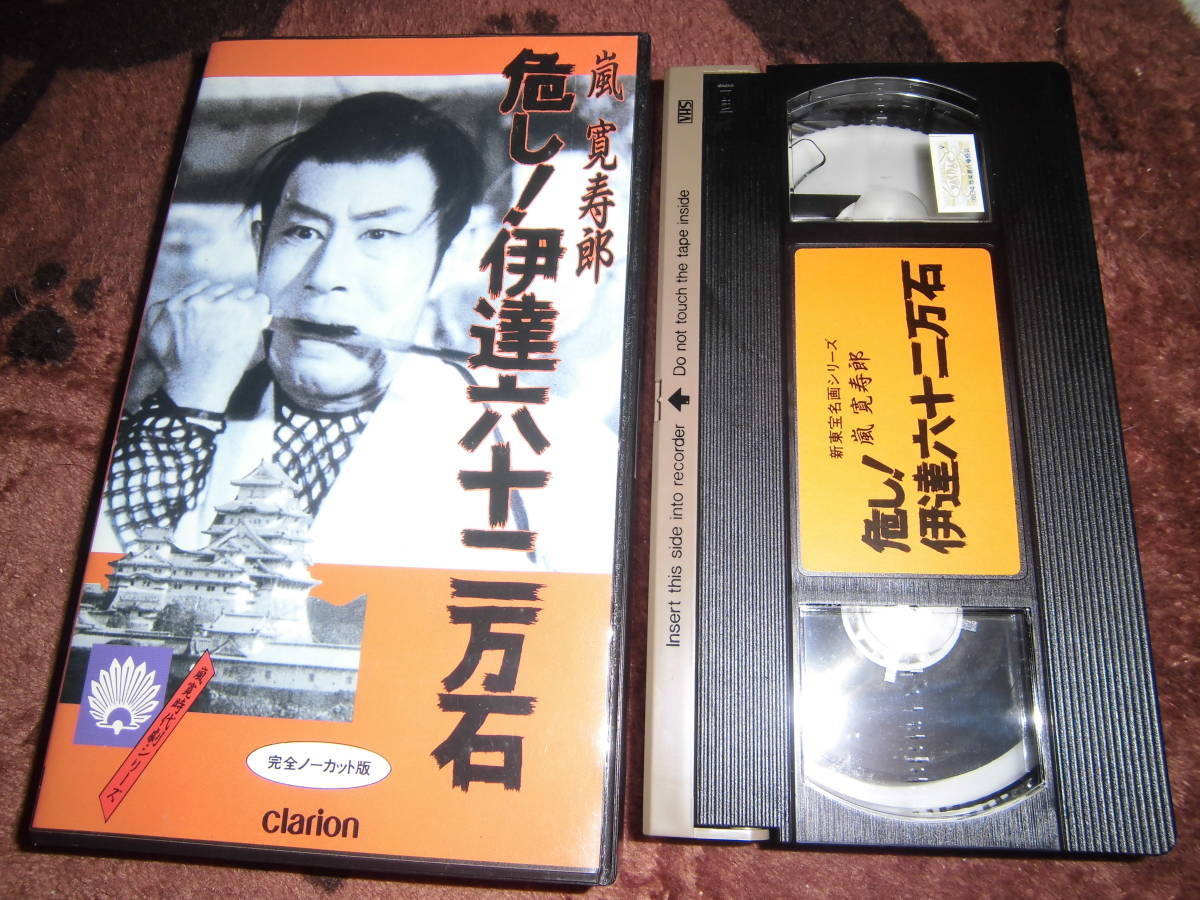 嵐 寛寿郎
危し!伊達六十二万石
嵐寛時代劇シリーズ
完全ノーカット版
clarion
VHS
Insert this side into recorder Do not touch the tape inside
新東宝名画シリーズ
嵐 寛寿郎
危し!
伊達六十二万石